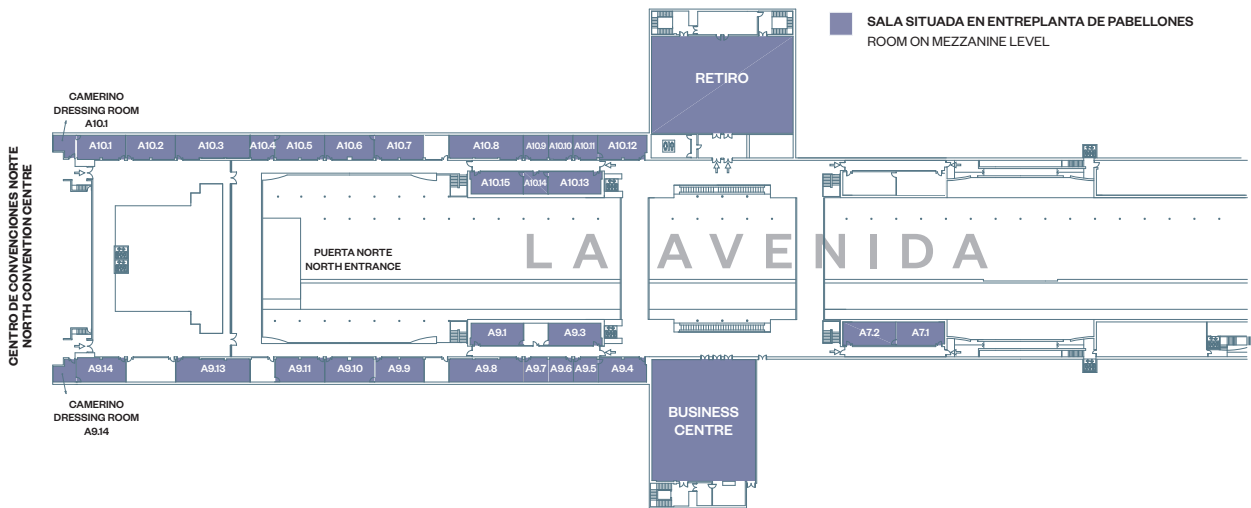 SALA SITUADA EN ENTREPLANTA DE PABELLONES
ROOM ON MEZZANINE LEVEL
RETIRO
CAMERINO
DRESSING ROOM
A10.1
A10.1
A10.2
A10.3
A10.4
A10.5
A10.6
A10.7
A10.8
A10.9
A10.10
A10.11
A10.12
A10.15
A10.14
A10.13
CENTRO DE CONVENCIONES NORTE
NORTH CONVENTION CENTRE
PUERTA NORTE
NORTH ENTRANCE
LA AVENIDA
A9.1
A9.3
A7.2
A7.1
A9.14
A9.13
A9.11
A9.10
A9.9
A9.8
A9.7
A9.6
A9.5
A9.4
CAMERINO
DRESSING ROOM
A9.14
BUSINESS
CENTRE